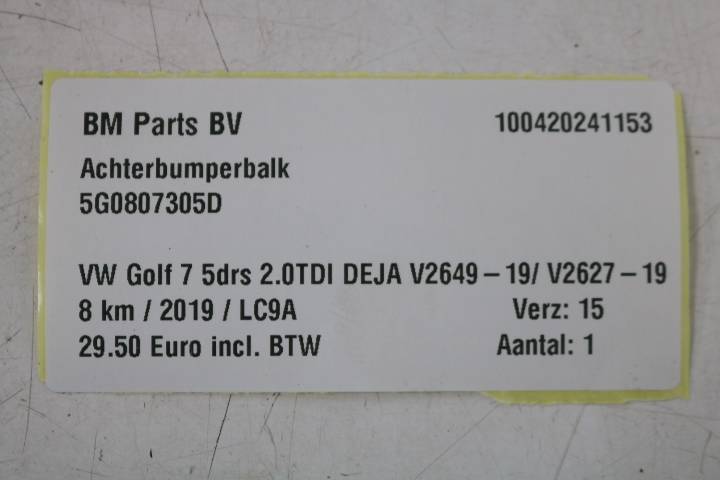 BM Parts BV 100420241153
Achterbumperbalk
5G0807305D
VW Golf 7 5drs 2.0TDI DEJA V2649-19/ V2627-19
8 km / 2019 / LC9A Verz: 15
29.50 Euro incl. BTW Aantal: 1